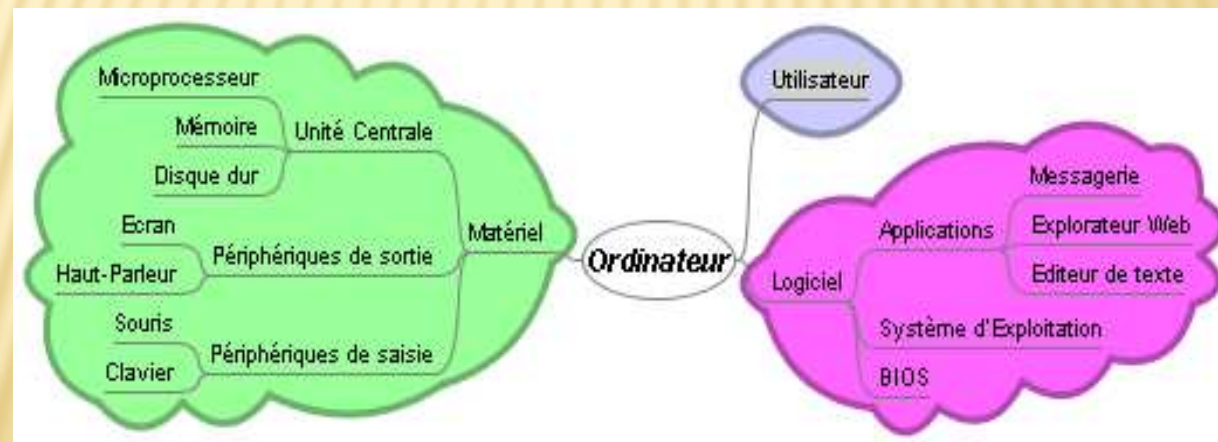 Microprocesseur
Mémoire
Disque dur
Unité Centrale
Ecran
Haut-Parleur
Périphériques de sortie
Souris
Clavier
Périphériques de saisie
Matériel
Ordinateur
Utilisateur
Logiciel
Applications
Messagerie
Explorateur Web
Editeur de texte
Système d'Exploitation
BIOS